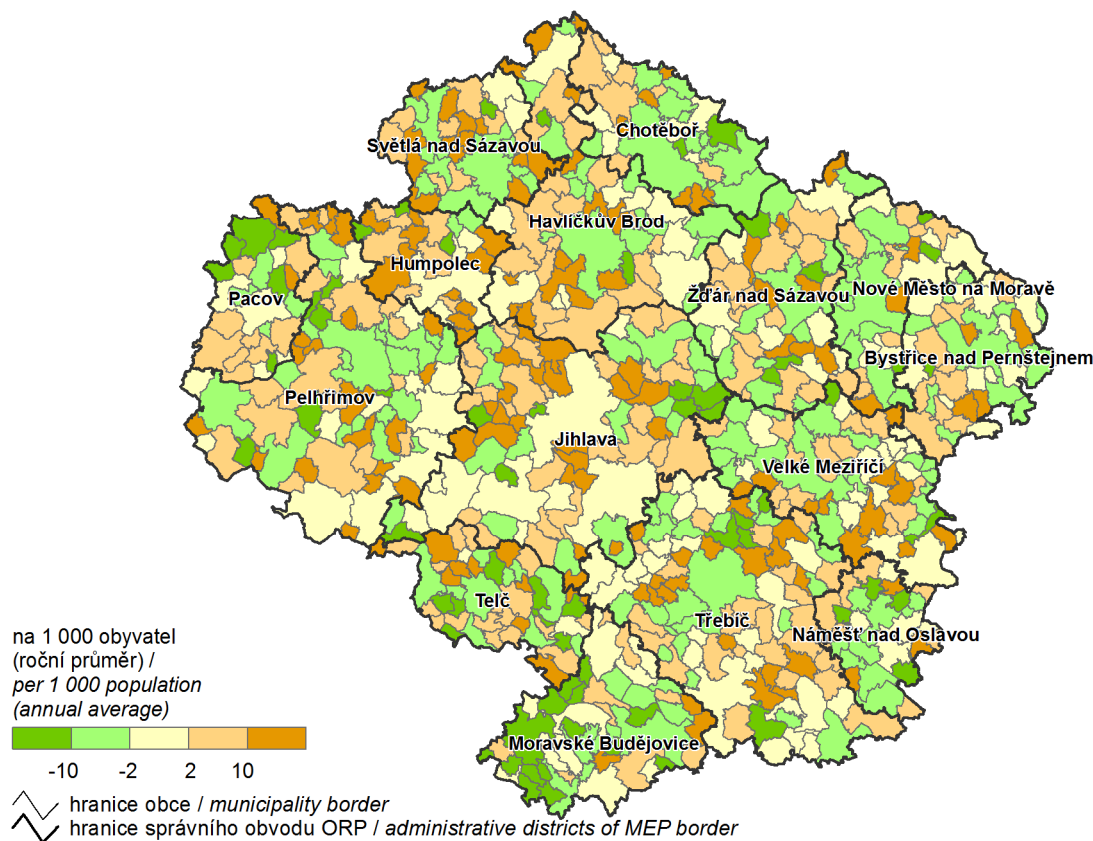 Chotěboř
Světlá nad Sázavou
Havlíčkův Brod
Humpolec
Pacov
Žďár nad Sázavou
Nové Město na Moravě
Bystřice nad Pernštejnem
Pelhřimov
Jihlava
Velké Meziříčí
Telč
Třebíč
Náměšť nad Oslavou
Moravské Budějovice
na 1 000 obyvatel
(roční průměr) /
per 1 000 population
(annual average)
-10 -2 2 10
hranice obce / municipality border
hranice správního obvodu ORP / administrative districts of MEP border